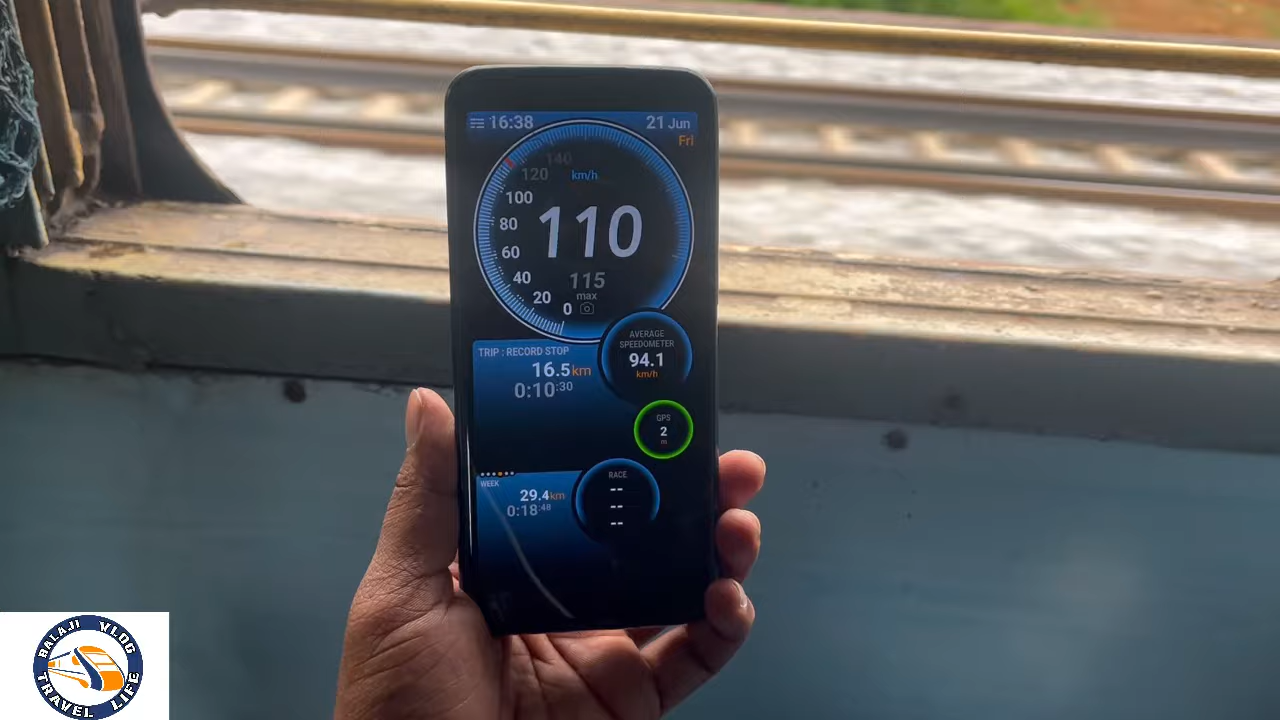 16:38
21 Jun
Fri
140
120
km/h
100
80
110
60
115
40
max
20
0
AVERAGE
SPEEDOMETER
94.1
km/h
TRIP : RECORD STOP
16.5km
0:10:30
GPS
2
m
WEEK
29.4km
0:18:48
RACE
--
--
--
BALAJI VLOG
TRAVEL LIFE